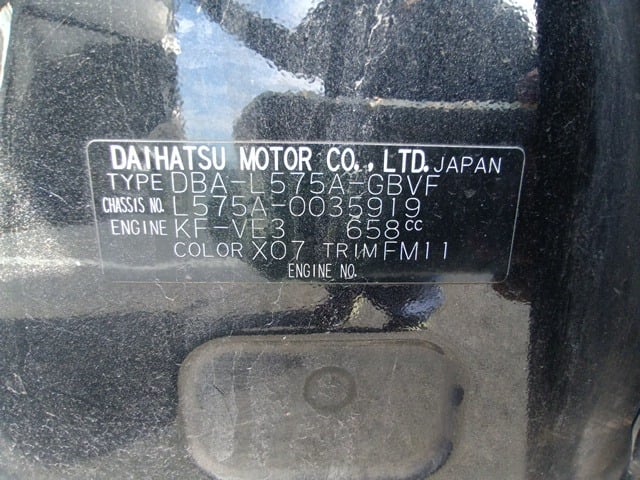 DAIHATSU MOTOR CO., LTD. JAPAN
TYPE DBA-L575A-GBVF
CHASSIS NO. L575A-0035919
ENGINE KF-VE3 658cc
COLOR X07 TRIM FM11
ENGINE NO.